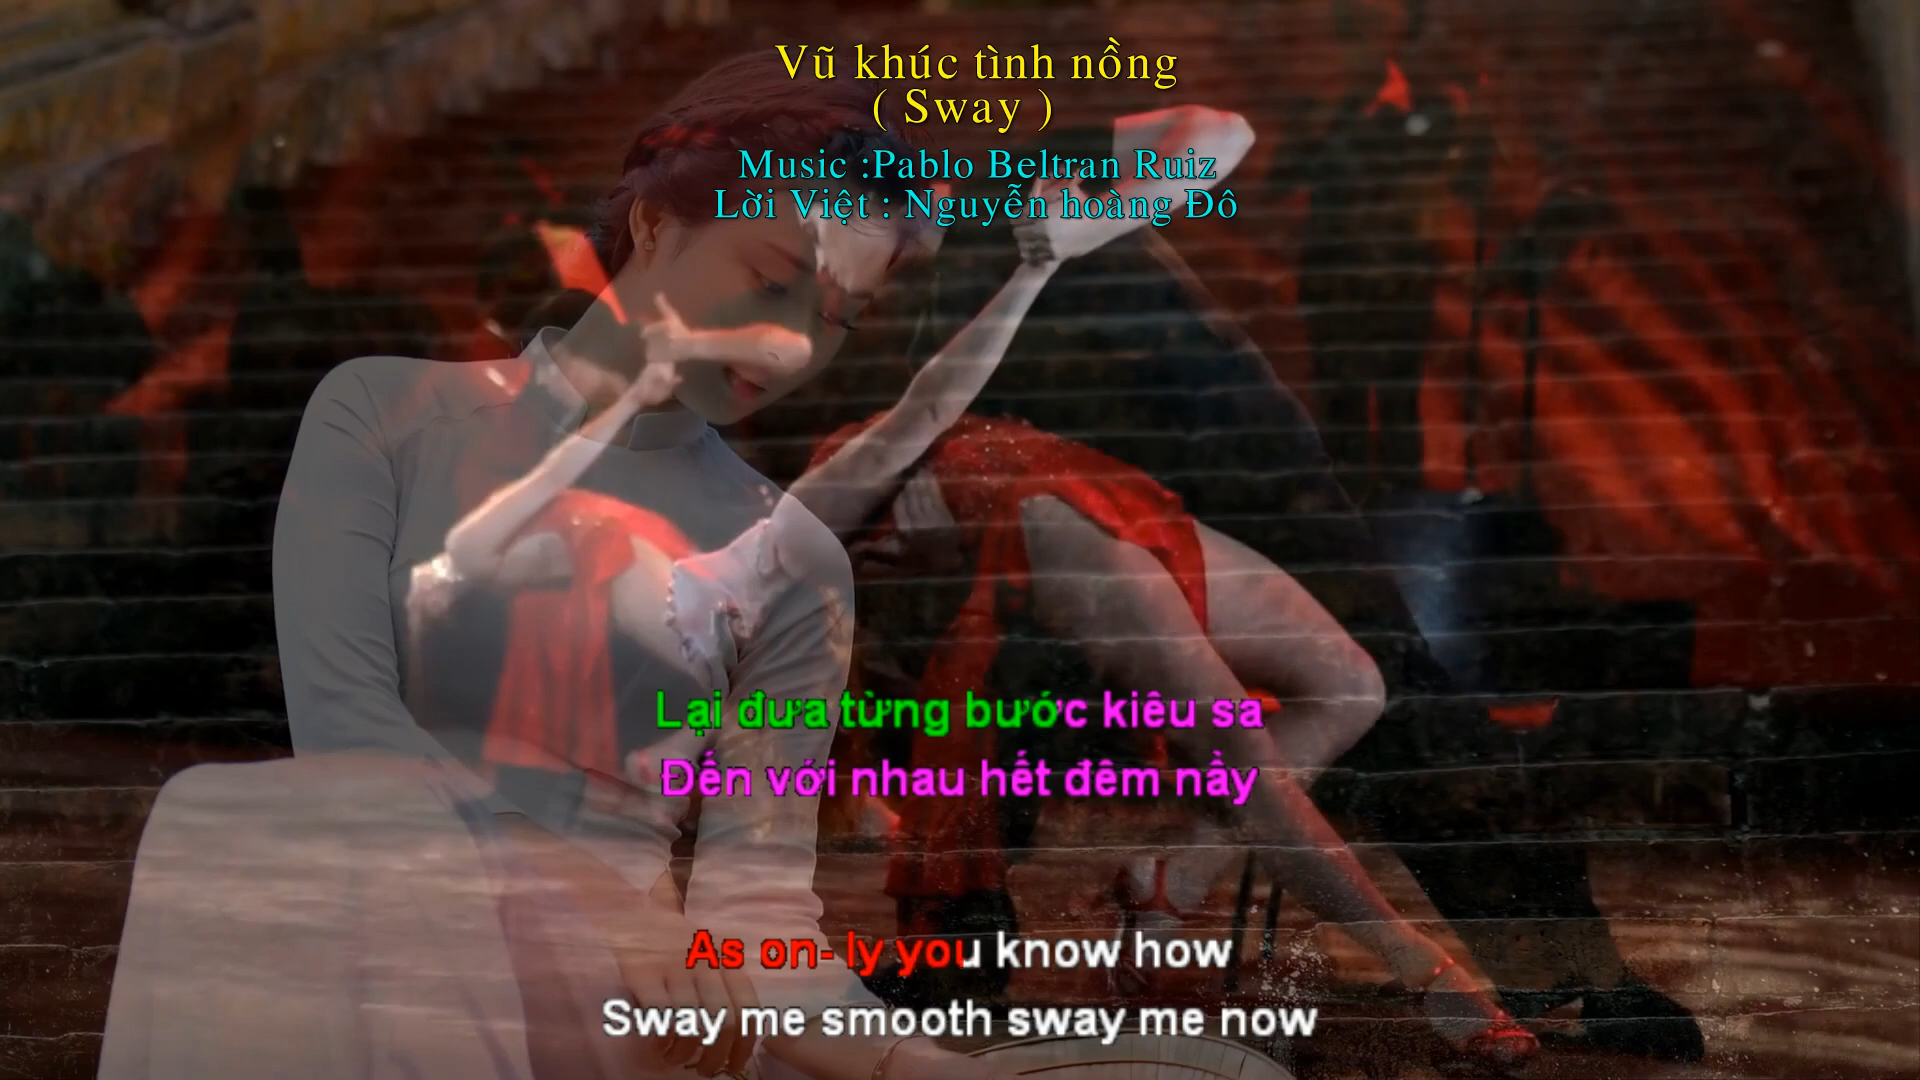 Vũ khúc tình nồng
( Sway )
Music :Pablo Beltran Ruiz
Lời Việt : Nguyễn hoàng Đô
Lại đưa từng bước kiêu sa
Đến với nhau hết đêm nầy
As on- ly you know how
Sway me smooth sway me now